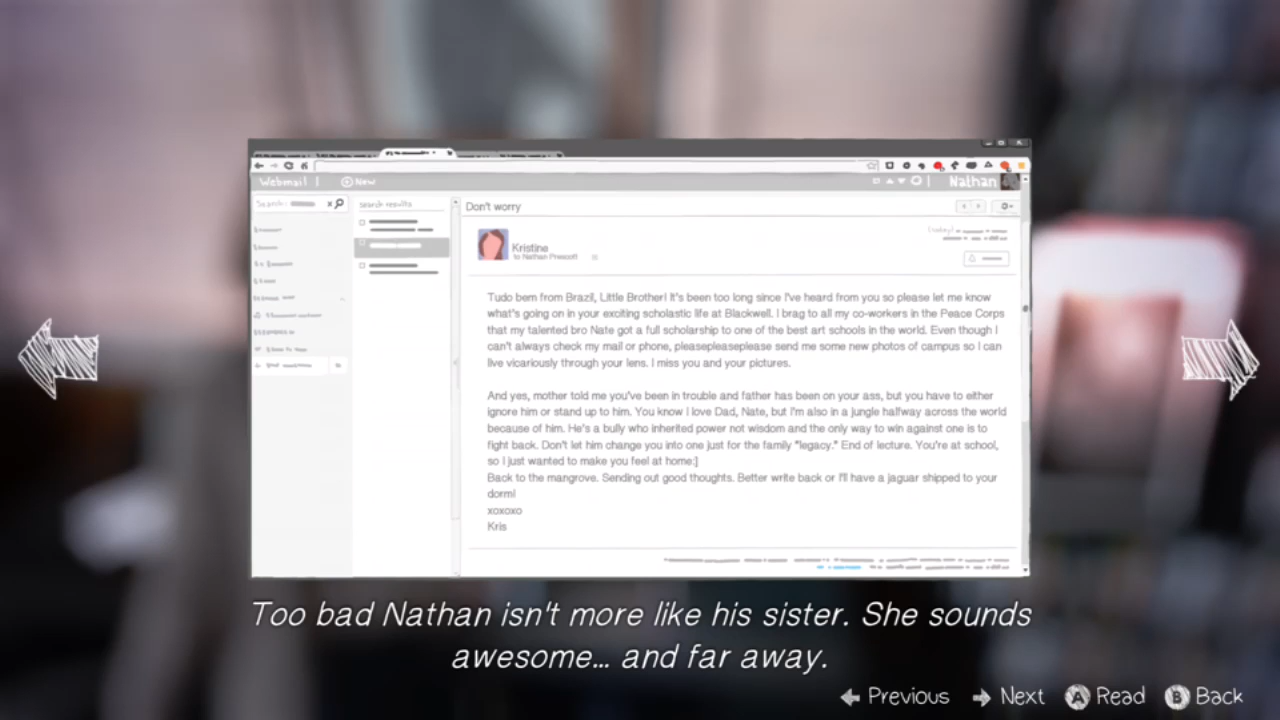 Webmail |
New
Nathan
Search:
search results
Don't worry
Kristine
to Nathan Prescott
Tudo bem from Brazil, Little Brother! It's been too long since I've heard from you so please let me know
what's going on in your exciting scholastic life at Blackwell. I brag to all my co-workers in the Peace Corps
that my talented bro Nate got a full scholarship to one of the best art schools in the world. Even though I
can't always check my mail or phone, pleasepleaseplease send me some new photos of campus so I can
live vicariously through your lens. I miss you and your pictures.
And yes, mother told me you've been in trouble and father has been on your ass, but you have to either
ignore him or stand up to him. You know I love Dad, Nate, but I'm also in a jungle halfway across the world
because of him. He's a bully who inherited power not wisdom and the only way to win against one is to
fight back. Don't let him change you into one just for the family "legacy." End of lecture. You're at school,
so I just wanted to make you feel at home:]
Back to the mangrove. Sending out good thoughts. Better write back or I'll have a jaguar shipped to your
dorm!
xoxoxo
Kris
Too bad Nathan isn't more like his sister. She sounds
awesome... and far away.
Previous Next A Read B Back